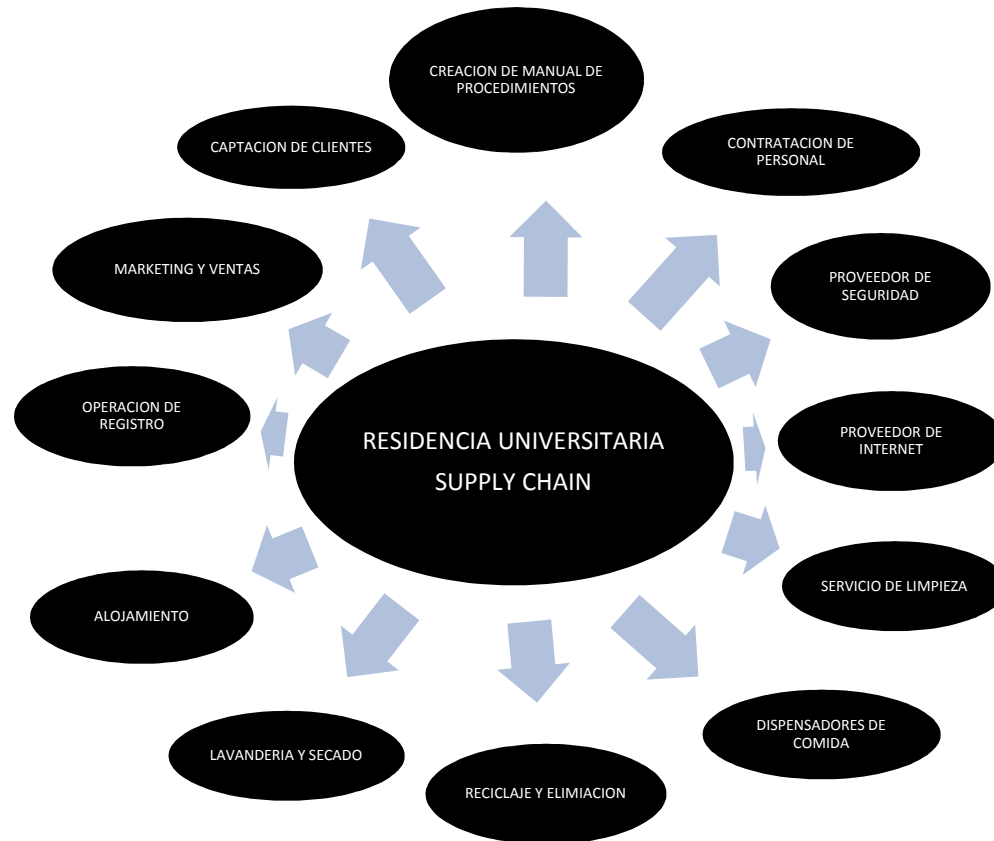 CREACION DE MANUAL DE
PROCEDIMIENTOS
CAPTACION DE CLIENTES
CONTRATACION DE
PERSONAL
MARKETING Y VENTAS
PROVEEDOR DE
SEGURIDAD
OPERACION DE
REGISTRO
RESIDENCIA UNIVERSITARIA
SUPPLY CHAIN
PROVEEDOR DE
INTERNET
ALOJAMIENTO
SERVICIO DE LIMPIEZA
LAVANDERIA Y SECADO
DISPENSADORES DE
COMIDA
RECICLAJE Y ELIMIACION